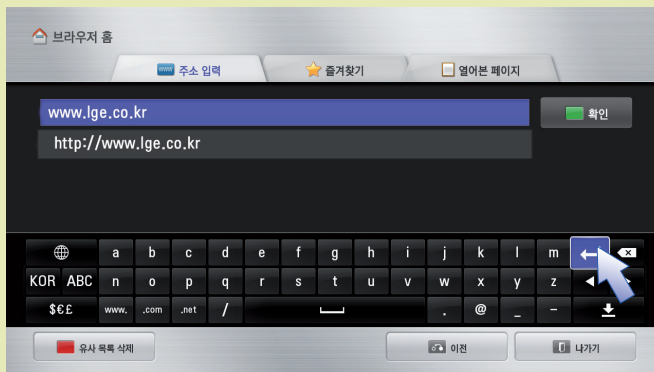 브라우저 홈
www 주소 입력 즐겨찾기 열어본 페이지
www.lge.co.kr 확인
http://www.lge.co.kr
a b c d e f g h i j k l m
KOR ABC n o p q r s t u v w x y z
$€£ www. .com .net / . @ _ -
유사 목록 삭제 이전 나가기